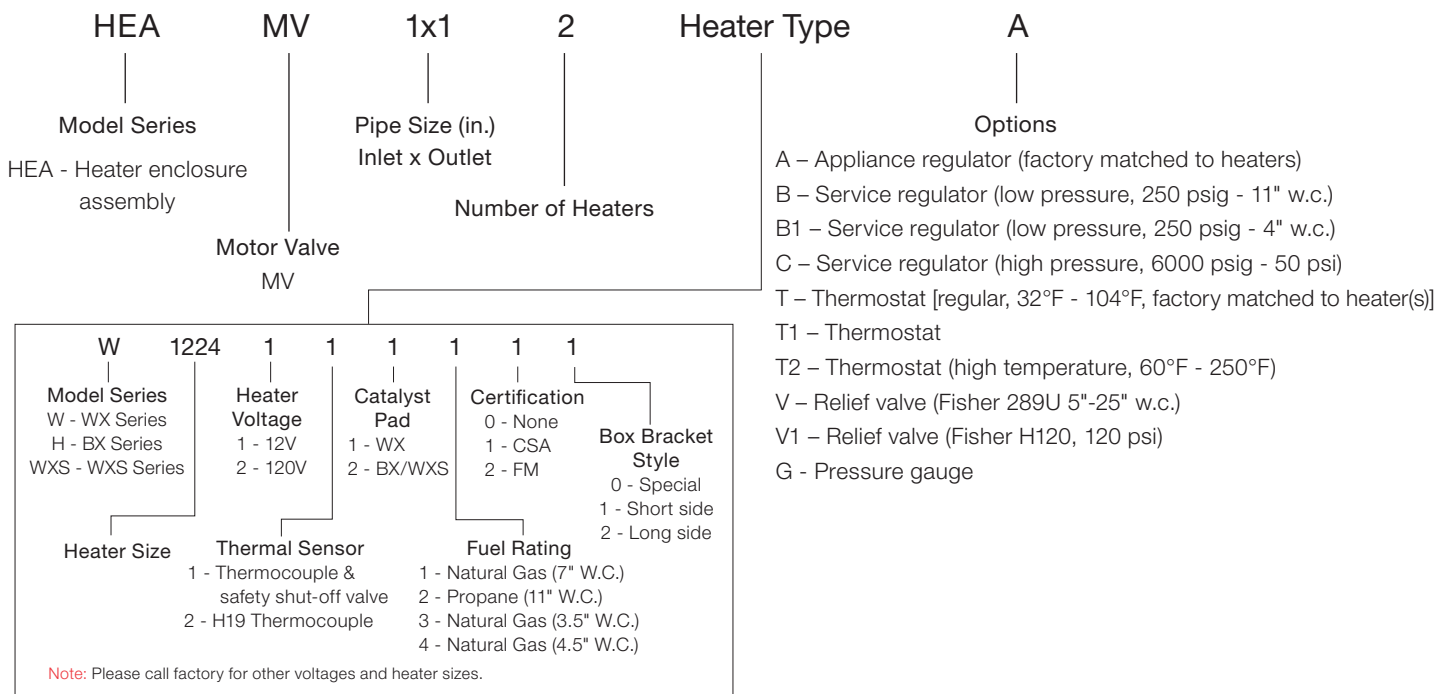 HEA MV 1x1 2 Heater Type A
Model Series
HEA - Heater enclosure
assembly
Motor Valve
MV
Pipe Size (in.)
Inlet x Outlet
Number of Heaters
Options
A – Appliance regulator (factory matched to heaters)
B – Service regulator (low pressure, 250 psig - 11" w.c.)
B1 – Service regulator (low pressure, 250 psig - 4" w.c.)
C – Service regulator (high pressure, 6000 psig - 50 psi)
T – Thermostat [regular, 32°F - 104°F, factory matched to heater(s)]
T1 – Thermostat
T2 – Thermostat (high temperature, 60°F - 250°F)
V – Relief valve (Fisher 289U 5"-25" w.c.)
V1 – Relief valve (Fisher H120, 120 psi)
G - Pressure gauge
W 1224 1 1 1 1 1 1
Model Series
W - WX Series
H - BX Series
WXS - WXS Series
Heater Size
Heater
Voltage
1 - 12V
2 - 120V
Thermal Sensor
1 - Thermocouple &
safety shut-off valve
2 - H19 Thermocouple
Catalyst
Pad
1 - WX
2 - BX/WXS
Fuel Rating
1 - Natural Gas (7" W.C.)
2 - Propane (11" W.C.)
3 - Natural Gas (3.5" W.C.)
4 - Natural Gas (4.5" W.C.)
Certification
0 - None
1 - CSA
2 - FM
Box Bracket
Style
0 - Special
1 - Short side
2 - Long side
Note: Please call factory for other voltages and heater sizes.